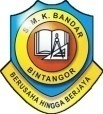 S. M. K. BANDAR
BINTANGOR
BERUSAHA HINGGA BERJAYA